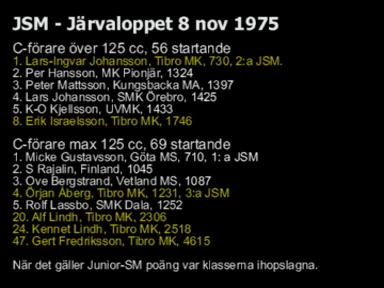 JSM - Järvaloppet 8 nov 1975
C-förare över 125 cc, 56 startande
1. Lars-Ingvar Johansson, Tibro MK, 730, 2:a JSM.
2. Per Hansson, MK Pionjär, 1324
3. Peter Mattsson, Kungsbacka MA, 1397
4. Lars Johansson, SMK Örebro, 1425
5. K-O Kjellsson, UVMK, 1433
8. Erik Israelsson, Tibro MK, 1746
C-förare max 125 cc, 69 startande
1. Micke Gustavsson, Göta MS, 710, 1: a JSM
2. S Rajalin, Finland, 1045
3. Ove Bergstrand, Vetland MS, 1087
4. Örjan Åberg, Tibro MK, 1231, 3:a JSM
5. Rolf Lassbo, SMK Dala, 1252
20. Alf Lindh, Tibro MK, 2306
24. Kennet Lindh, Tibro MK, 2518
47. Gert Fredriksson, Tibro MK, 4615
När det gäller Junior-SM poäng var klasserna ihopslagna.